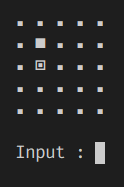 ▪ ▪ ▪ ▪ ▪
▪ ■ ▪ ▪ ▪
▪ ▣ ▪ ▪ ▪
▪ ▪ ▪ ▪ ▪
▪ ▪ ▪ ▪ ▪
Input :